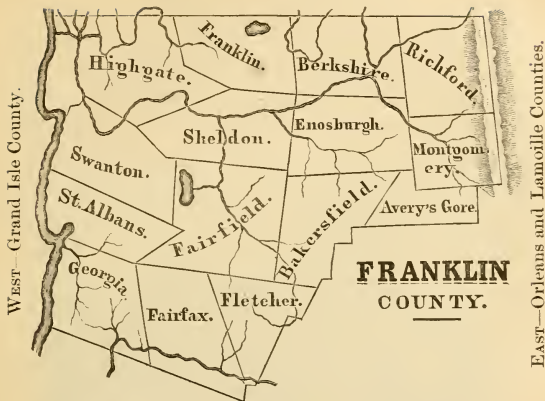 Franklin.
Highgate.
Berkshire.
Richford.
Sheldon.
Enosburgh.
Montgom
ery.
Swanton.
St. Albans.
Fairfield.
Bakersfield.
Avery's Gore.
Georgia
Fairfax.
Fletcher.
FRANKLIN
COUNTY.
WEST—Grand Isle County.
EAST—Orleans and Lamoille Counties.